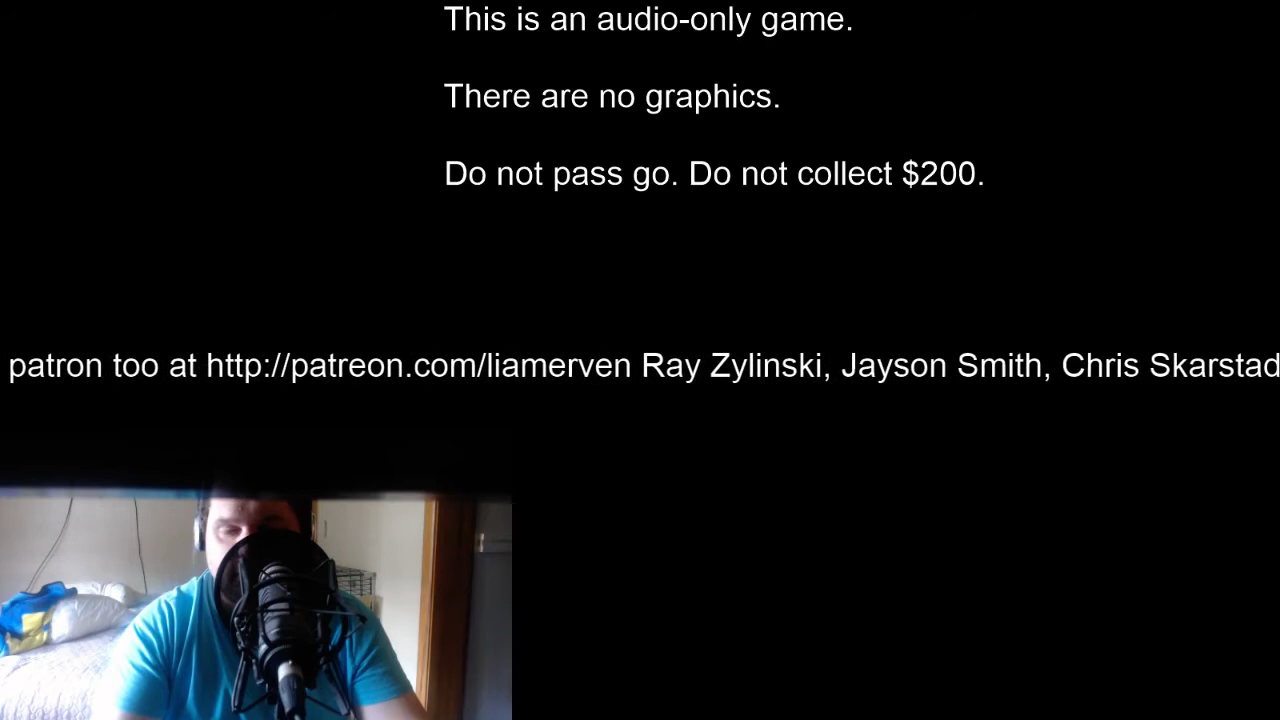 This is an audio-only game.
There are no graphics.
Do not pass go. Do not collect $200.
patron too at http://patreon.com/liamerven Ray Zylinski, Jayson Smith, Chris Skarstad